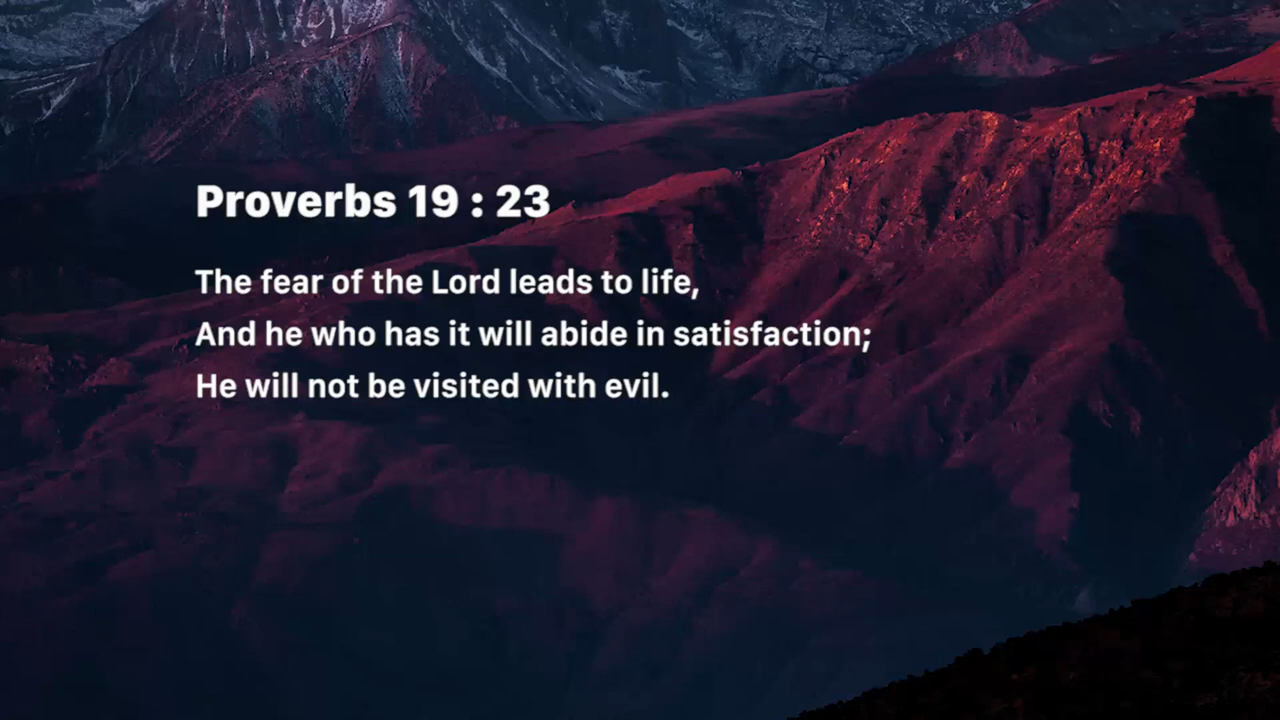 Proverbs 19 : 23
The fear of the Lord leads to life,
And he who has it will abide in satisfaction;
He will not be visited with evil.